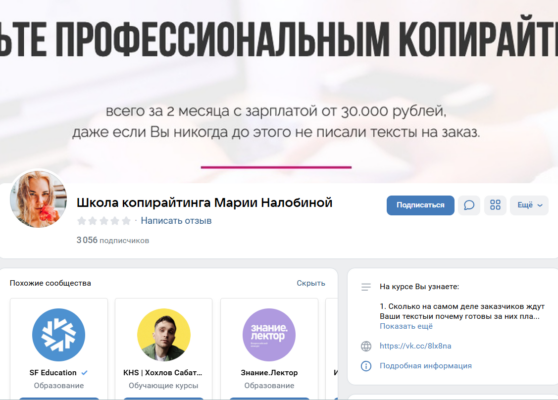 ЬТЕ ПРОФЕССИОНАЛЬНЫМ КОПИРАЙТ
всего за 2 месяца с зарплатой от 30.000 рублей,
даже если Вы никогда до этого не писали тексты на заказ.
Школа копирайтинга Марии Налобиной
· Написать отзыв
3 056 подписчиков
Подписаться
Ещё
Похожие сообщества
Скрыть
SF Education
Образование
KHS | Хохлов Сабат...
Обучающие курсы
знание.
лектор
Знание.Лектор
Образование
На курсе Вы узнаете:
1. Сколько на самом деле заказчиков ждут
Ваши текстыи почему готовы за них пла...
Показать ещё
https://vk.cc/8lx8na
Подробная информация